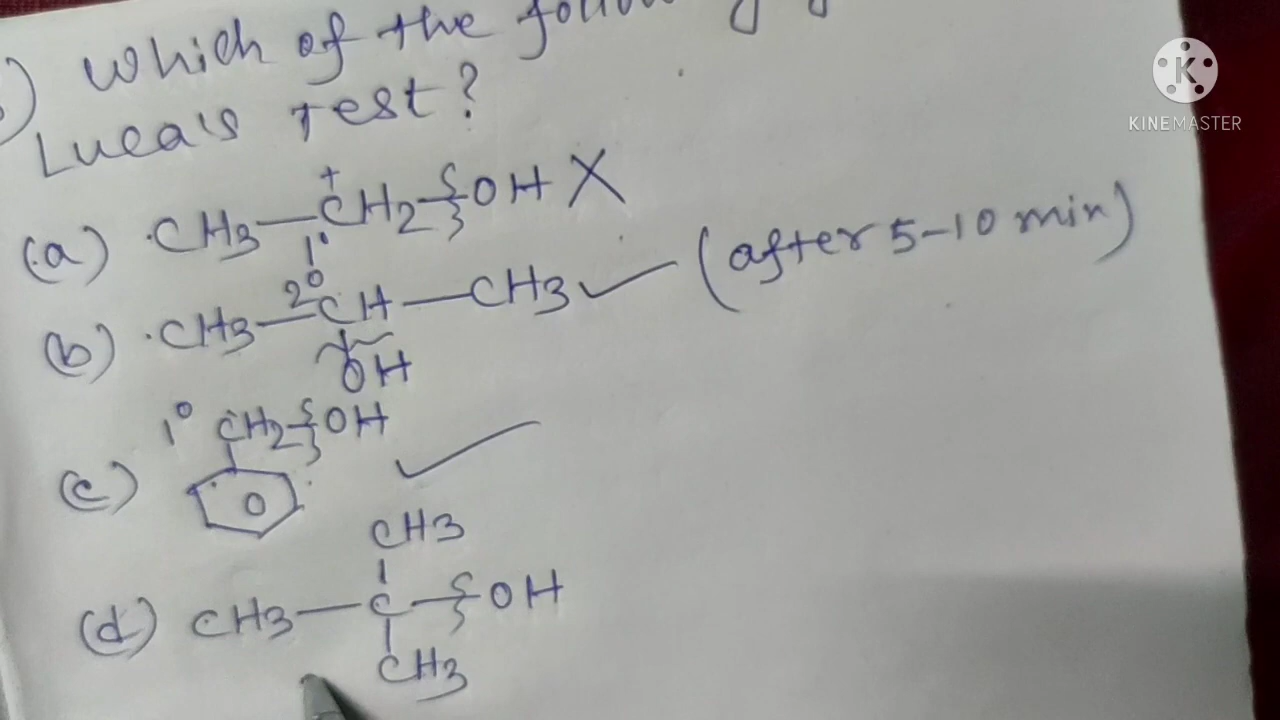 ) Which of the
Lucas Test?
(a) .CH3—CH2-OH X
+
1°
(b) .CH3—CH—CH3 (after 5-10 min)
2°
OH
1° CH2-OH
(c)
CH3
(d) CH3—C—OH
CH3
K
KINEMASTER